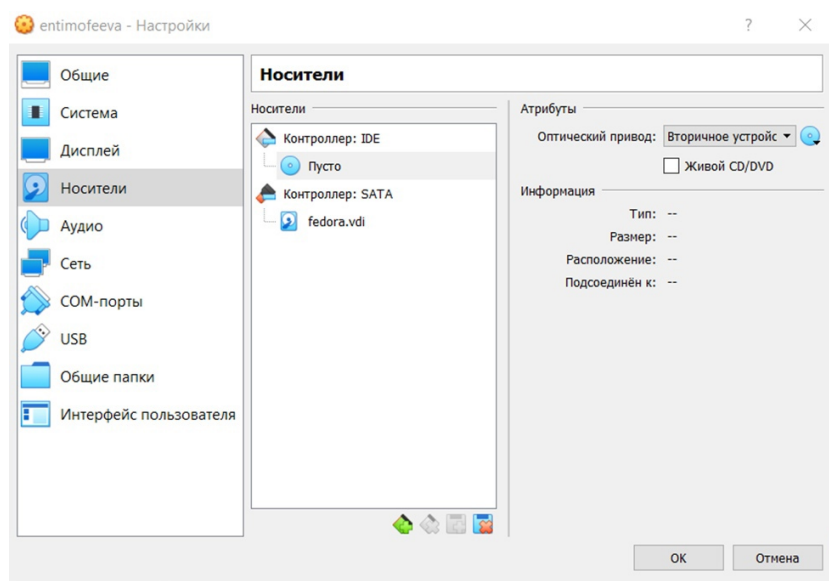 entimofeeva - Настройки
?
Общие
Система
Дисплей
Носители
Аудио
Сеть
COM-порты
USB
Общие папки
Интерфейс пользователя
Носители
Носители
Контроллер: IDE
Пусто
Контроллер: SATA
fedora.vdi
Атрибуты
Оптический привод: Вторичное устройс
Живой CD/DVD
Информация
Тип: --
Размер: --
Расположение: --
Подсоединён к: --
OK
Отмена